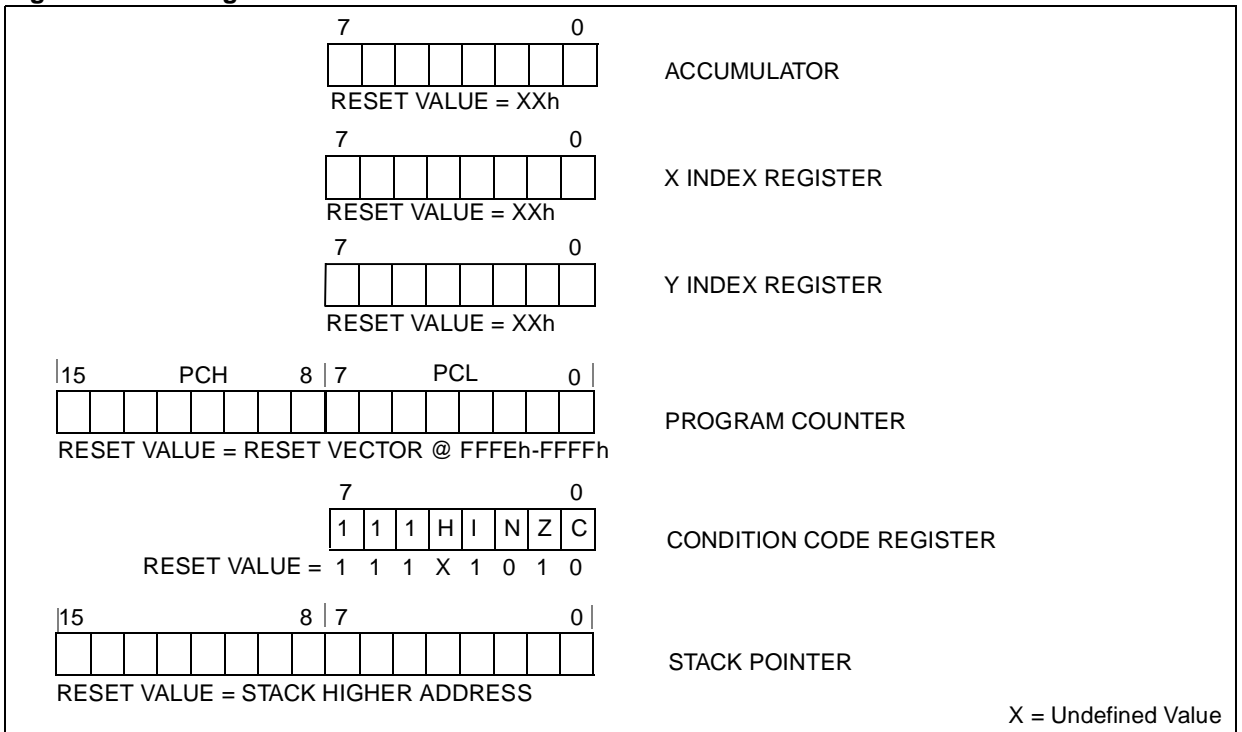 7 0
ACCUMULATOR
RESET VALUE = XXh
7 0
X INDEX REGISTER
RESET VALUE = XXh
7 0
Y INDEX REGISTER
RESET VALUE = XXh
15 PCH 8 7 PCL 0
PROGRAM COUNTER
RESET VALUE = RESET VECTOR @ FFFEh-FFFFh
7 0
1 1 1 H I N Z C
CONDITION CODE REGISTER
RESET VALUE = 1 1 1 X 1 0 1 0
15 8 7 0
STACK POINTER
RESET VALUE = STACK HIGHER ADDRESS
X = Undefined Value